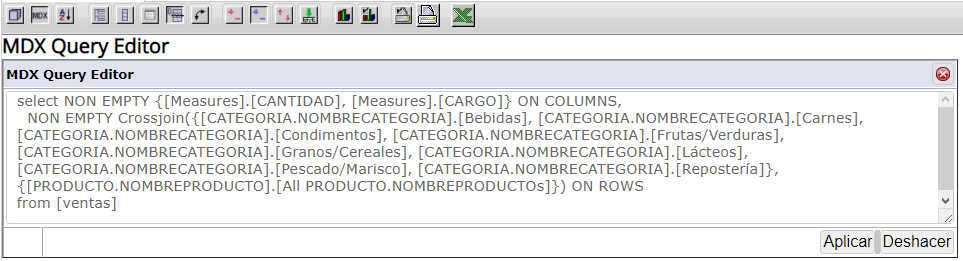 MDX
MDX Query Editor
MDX Query Editor
select NON EMPTY {[Measures].[CANTIDAD], [Measures].[CARGO]} ON COLUMNS,
NON EMPTY Crossjoin({[CATEGORIA.NOMBRECATEGORIA].[Bebidas], [CATEGORIA.NOMBRECATEGORIA].[Carnes],
[CATEGORIA.NOMBRECATEGORIA].[Condimentos], [CATEGORIA.NOMBRECATEGORIA].[Frutas/Verduras],
[CATEGORIA.NOMBRECATEGORIA].[Granos/Cereales], [CATEGORIA.NOMBRECATEGORIA].[Lácteos],
[CATEGORIA.NOMBRECATEGORIA].[Pescado/Marisco], [CATEGORIA.NOMBRECATEGORIA].[Repostería]},
{[PRODUCTO.NOMBREPRODUCTO].[All PRODUCTO.NOMBREPRODUCTOs]}) ON ROWS
from [ventas]
Aplicar Deshacer